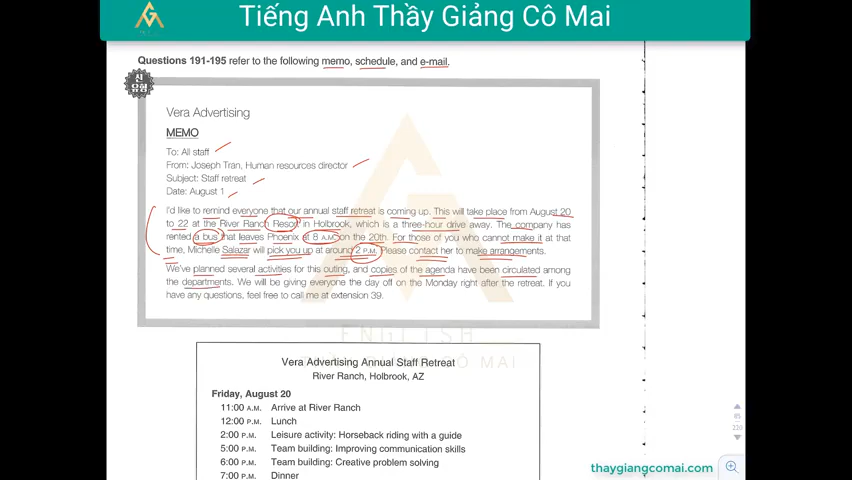 Tiếng Anh Thầy Giảng Cô Mai
Questions 191-195 refer to the following memo, schedule, and e-mail.
Vera Advertising
MEMO
To: All staff
From: Joseph Tran, Human resources director
Subject: Staff retreat
Date: August 1
I'd like to remind everyone that our annual staff retreat is coming up. This will take place from August 20
to 22 at the River Ranch Resort in Holbrook, which is a three-hour drive away. The company has
rented a bus that leaves Phoenix at 8 A.M. on the 20th. For those of you who cannot make it at that
time, Michelle Salazar will pick you up at around 2 P.M. Please contact her to make arrangements.
We've planned several activities for this outing, and copies of the agenda have been circulated among
the departments. We will be giving everyone the day off on the Monday right after the retreat. If you
have any questions, feel free to call me at extension 39.
ENGLISH
CÔ MAI
Vera Advertising Annual Staff Retreat
River Ranch, Holbrook, AZ
Friday, August 20
11:00 A.M. Arrive at River Ranch
12:00 P.M. Lunch
2:00 P.M. Leisure activity: Horseback riding with a guide
5:00 P.M. Team building: Improving communication skills
6:00 P.M. Team building: Creative problem solving
7:00 P.M. Dinner
85
220
thaygiangcomai.com